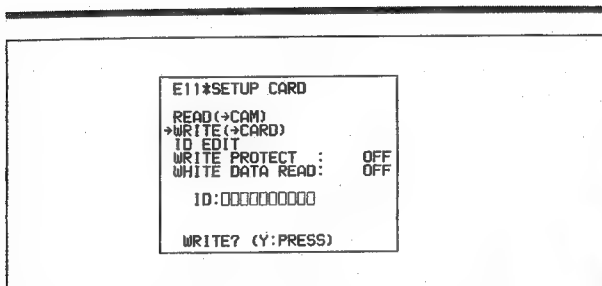 E11*SETUP CARD
READ(→CAM)
→WRITE(→CARD)
ID EDIT
WRITE PROTECT : OFF
WHITE DATA READ: OFF
ID:▯▯▯▯▯▯▯▯▯▯
WRITE? (Y:PRESS)